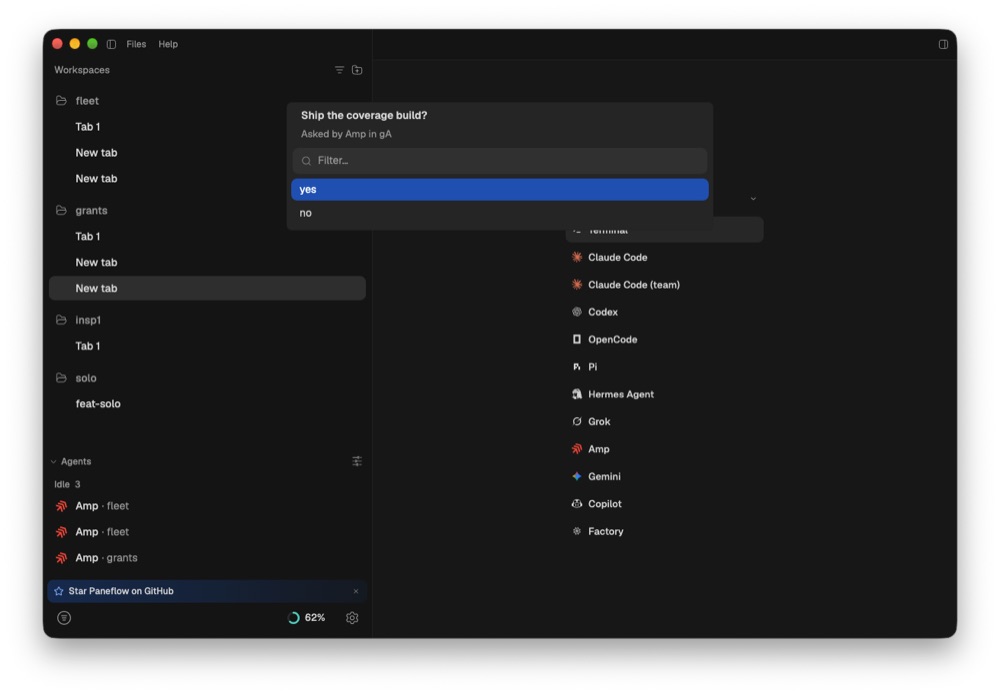 Files Help
Workspaces
fleet
Tab 1
New tab
New tab
grants
Tab 1
New tab
New tab
insp1
Tab 1
solo
feat-solo
Agents
Idle 3
Amp · fleet
Amp · fleet
Amp · grants
Star Paneflow on GitHub
62%
Ship the coverage build?
Asked by Amp in gA
Filter...
yes
no
Terminal
Claude Code
Claude Code (team)
Codex
OpenCode
Pi
Hermes Agent
Grok
Amp
Gemini
Copilot
Factory